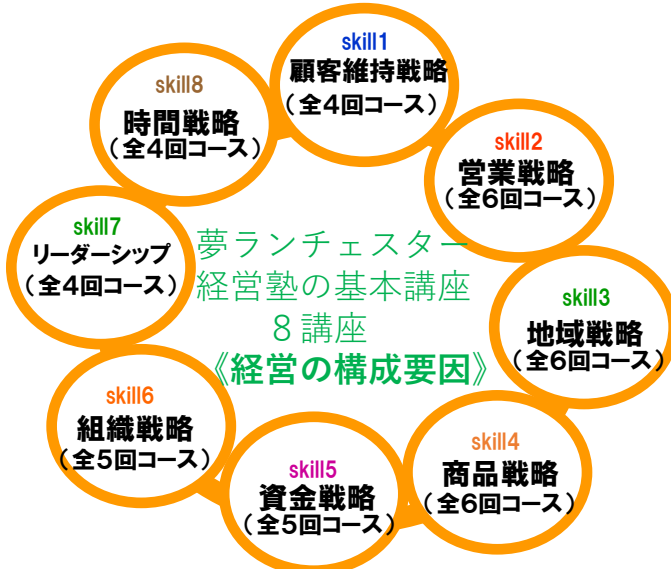 skill1
顧客維持戦略
（全4回コース）
skill2
営業戦略
（全6回コース）
skill3
地域戦略
（全6回コース）
skill4
商品戦略
（全6回コース）
skill5
資金戦略
（全5回コース）
skill6
組織戦略
（全5回コース）
skill7
リーダーシップ
（全4回コース）
skill8
時間戦略
（全4回コース）
夢ランチェスター
経営塾の基本講座
８講座
《経営の構成要因》